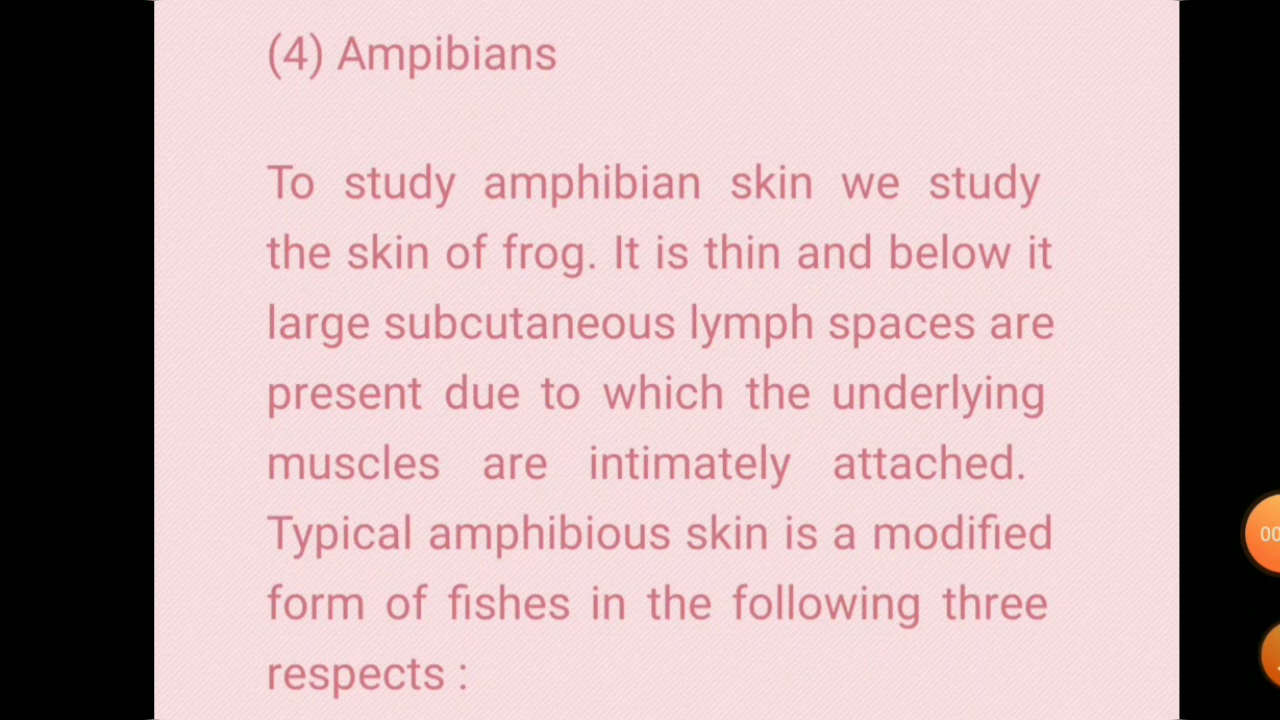 (4) Ampibians
To study amphibian skin we study
the skin of frog. It is thin and below it
large subcutaneous lymph spaces are
present due to which the underlying
muscles are intimately attached.
Typical amphibious skin is a modified
form of fishes in the following three
respects :
00